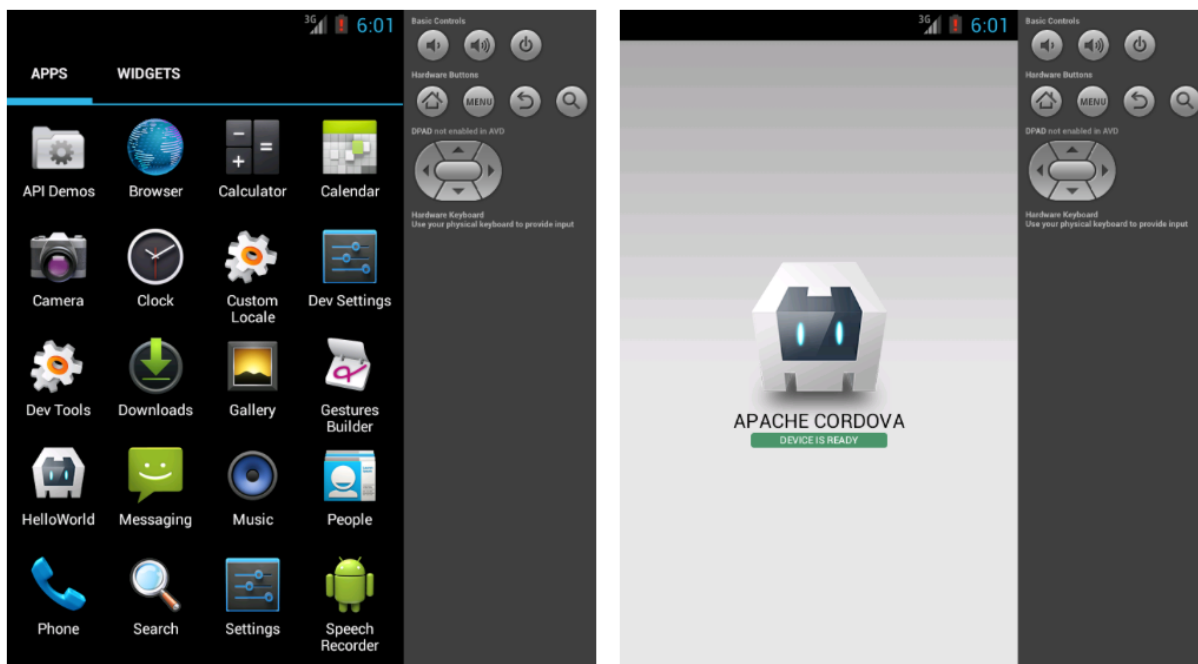 3G 6:01
APPS WIDGETS
API Demos Browser Calculator Calendar
Camera Clock Custom Locale Dev Settings
Dev Tools Downloads Gallery Gestures Builder
HelloWorld Messaging Music People
Phone Search Settings Speech Recorder
Basic Controls
Hardware Buttons
MENU
DPAD not enabled in AVD
Hardware Keyboard
Use your physical keyboard to provide input
3G 6:01
APACHE CORDOVA
DEVICE IS READY
Basic Controls
Hardware Buttons
MENU
DPAD not enabled in AVD
Hardware Keyboard
Use your physical keyboard to provide input